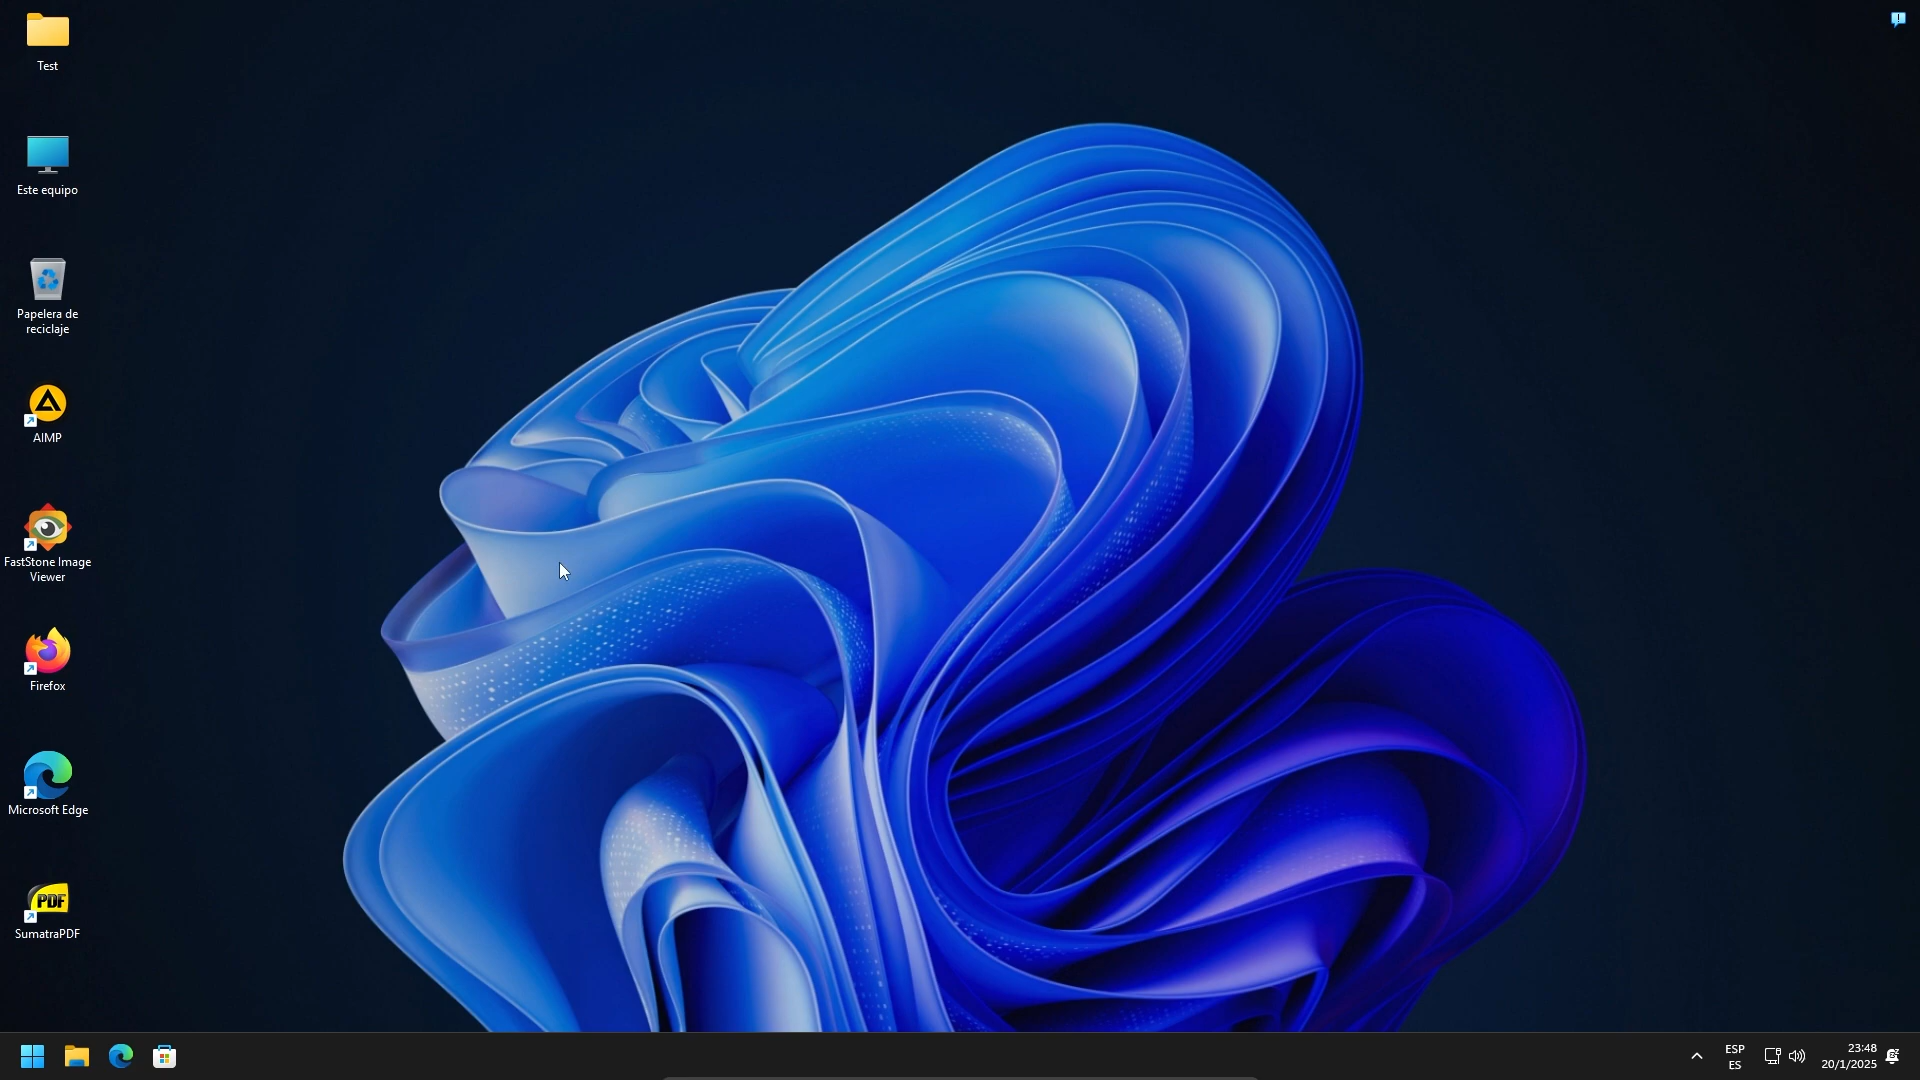 Test
Este equipo
Papelera de
reciclaje
AIMP
FastStone Image
Viewer
Firefox
Microsoft Edge
PDF
SumatraPDF
ESP
ES
23:48
20/1/2025